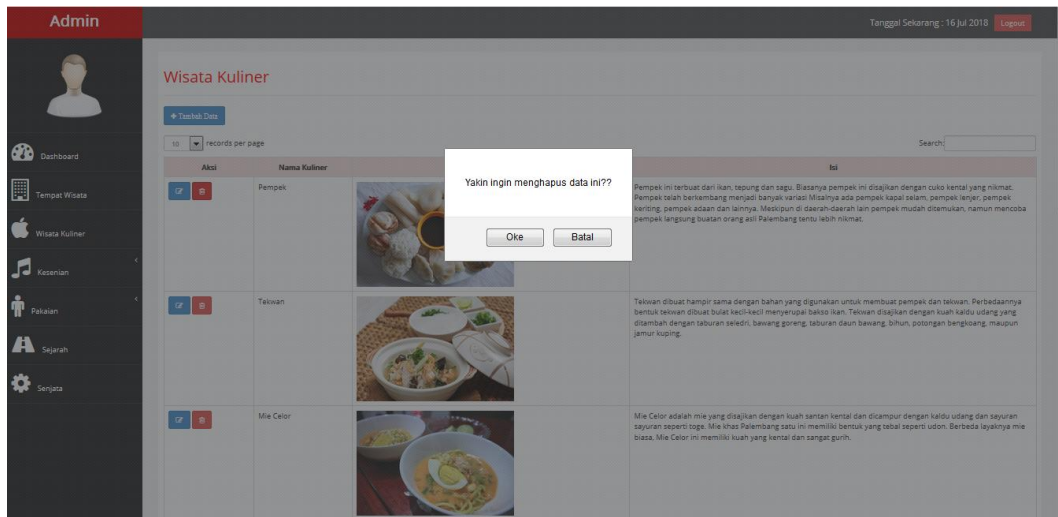 Admin
Tanggal Sekarang : 16 Jul 2018 Logout
Wisata Kuliner
+ Tambah Data
10 records per page
Search:
Dashboard
Tempat Wisata
Wisata Kuliner
Kesenian
Pakaian
Sejarah
Senjata
Aksi Nama Kuliner Isi
Pempek
Pempek ini terbuat dari ikan, tepung dan sagu. Biasanya pempek ini disajikan dengan cuko kental yang nikmat.
Pempek telah berkembang menjadi banyak variasi Misalnya ada pempek kapal selam, pempek lenjer, pempek
keriting, pempek adaan dan lainnya. Meskipun di daerah-daerah lain pempek mudah ditemukan, namun mencoba
pempek langsung buatan orang asli Palembang tentu lebih nikmat.
Yakin ingin menghapus data ini??
Oke Batal
Tekwan
Tekwan dibuat hampir sama dengan bahan yang digunakan untuk membuat pempek dan tekwan. Perbedaannya
bentuk tekwan dibuat bulat kecil-kecil menyerupai bakso ikan. Tekwan disajikan dengan kuah kaldu udang yang
ditambah dengan taburan seledri, bawang goreng, taburan daun bawang, bihun, potongan bengkoang, maupun
jamur kuping.
Mie Celor
Mie Celor adalah mie yang disajikan dengan kuah santan kental dan dicampur dengan kaldu udang dan sayuran
sayuran seperti toge. Mie khas Palembang satu ini memiliki bentuk yang tebal seperti udon. Berbeda layaknya mie
biasa, Mie Celor ini memiliki kuah yang kental dan sangat gurih.